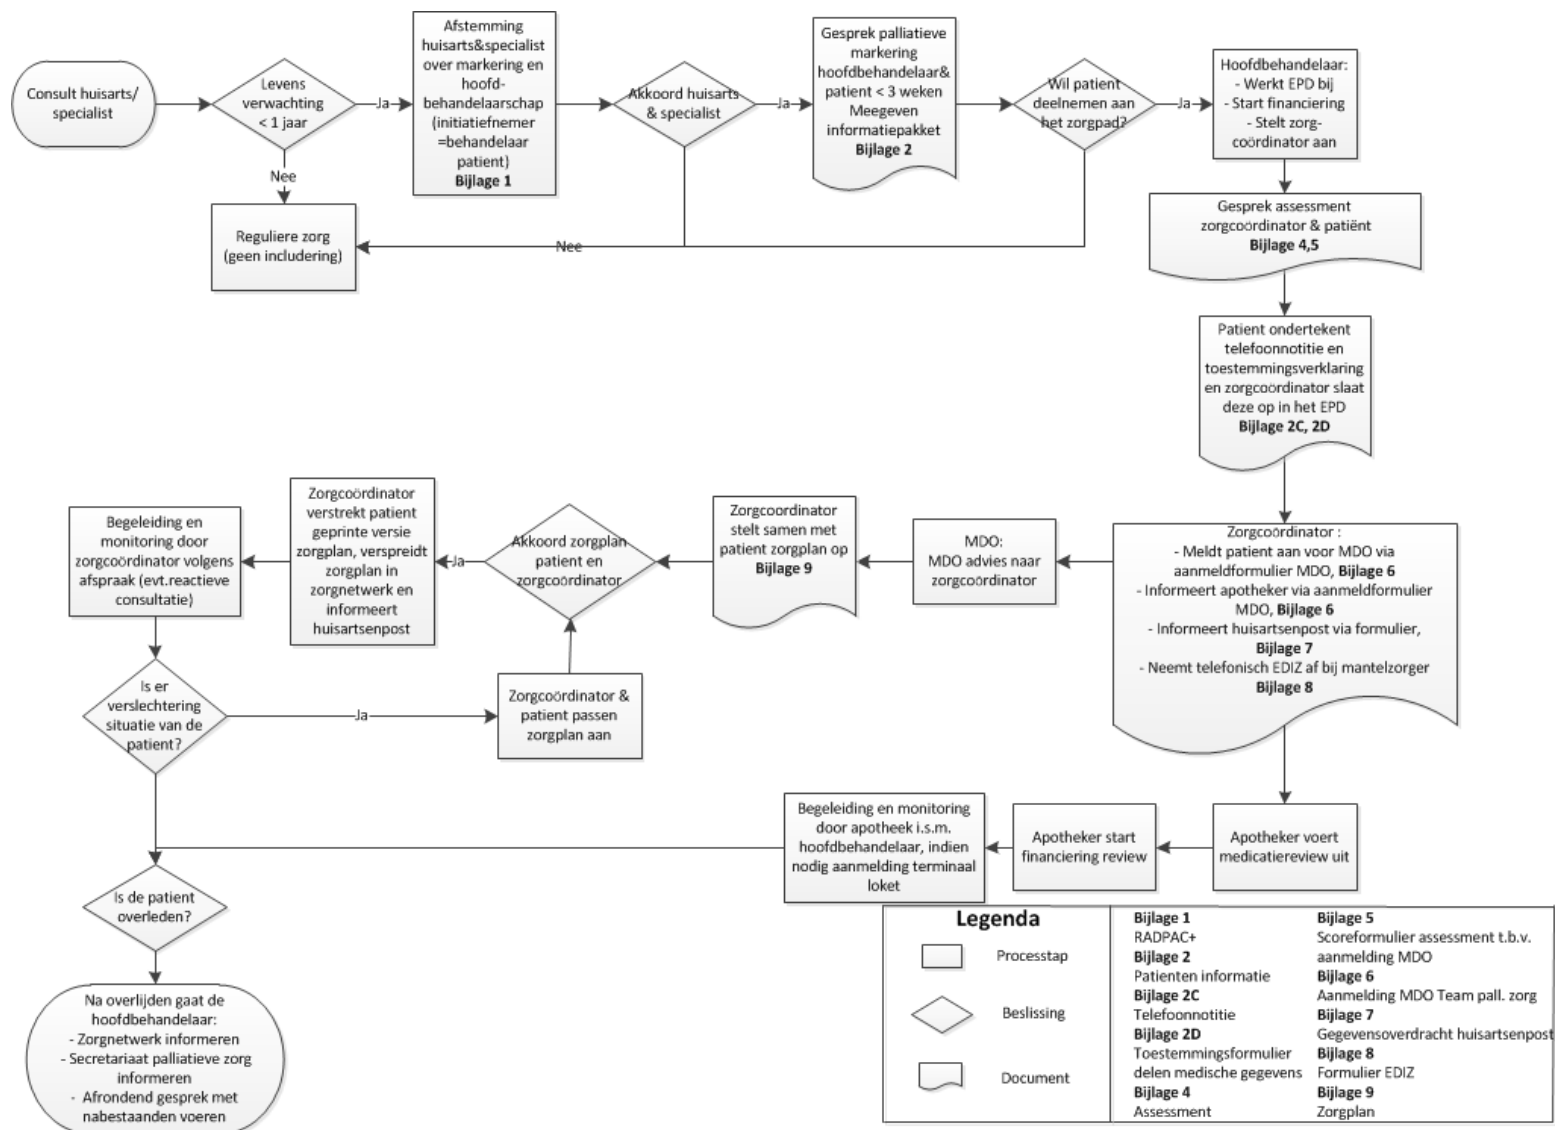 Consult huisarts/
specialist
Levens
verwachting
< 1 jaar
Ja
Nee
Reguliere zorg
(geen includering)
Afstemming
huisarts&specialist
over markering en
hoofd-
behandelaarschap
(initiatiefnemer
=behandelaar
patient)
Bijlage 1
Akkoord huisarts
& specialist
Ja
Nee
Gesprek palliatieve
markering
hoofdbehandelaar&
patient < 3 weken
Meegeven
informatiepakket
Bijlage 2
Wil patient
deelnemen aan
het zorgpad?
Ja
Hoofdbehandelaar:
- Werkt EPD bij
- Start financiering
- Stelt zorg-
coördinator aan
Gesprek assessment
zorgcoördinator & patiënt
Bijlage 4,5
Patient ondertekent
telefoonnotitie en
toestemmingsverklaring
en zorgcoördinator slaat
deze op in het EPD
Bijlage 2C, 2D
Zorgcoördinator :
- Meldt patient aan voor MDO via
aanmeldformulier MDO, Bijlage 6
- Informeert apotheker via aanmeldformulier
MDO, Bijlage 6
- Informeert huisartsenpost via formulier,
Bijlage 7
- Neemt telefonisch EDIZ af bij mantelzorger
Bijlage 8
MDO:
MDO advies naar
zorgcoördinator
Zorgcoordinator
stelt samen met
patient zorgplan op
Bijlage 9
Akkoord zorgplan
patient en
zorgcoördinator
Ja
Zorgcoördinator
verstrekt patient
geprinte versie
zorgplan, verspreidt
zorgplan in
zorgnetwerk en
informeert
huisartsenpost
Begeleiding en
monitoring door
zorgcoördinator volgens
afspraak (evt.reactieve
consultatie)
Is er
verslechtering
situatie van de
patient?
Ja
Zorgcoördinator &
patient passen
zorgplan aan
Apotheker voert
medicatiereview uit
Apotheker start
financiering review
Begeleiding en monitoring
door apotheek i.s.m.
hoofdbehandelaar, indien
nodig aanmelding terminaal
loket
Is de patient
overleden?
Na overlijden gaat de
hoofdbehandelaar:
- Zorgnetwerk informeren
- Secretariaat palliatieve zorg
informeren
- Afrondend gesprek met
nabestaanden voeren
Legenda
Processtap
Beslissing
Document
Bijlage 1
RADPAC+
Bijlage 2
Patienten informatie
Bijlage 2C
Telefoonnotitie
Bijlage 2D
Toestemmingsformulier
delen medische gegevens
Bijlage 4
Assessment
Bijlage 5
Scoreformulier assessment t.b.v.
aanmelding MDO
Bijlage 6
Aanmelding MDO Team pall. zorg
Bijlage 7
Gegevensoverdracht huisartsenpost
Bijlage 8
Formulier EDIZ
Bijlage 9
Zorgplan